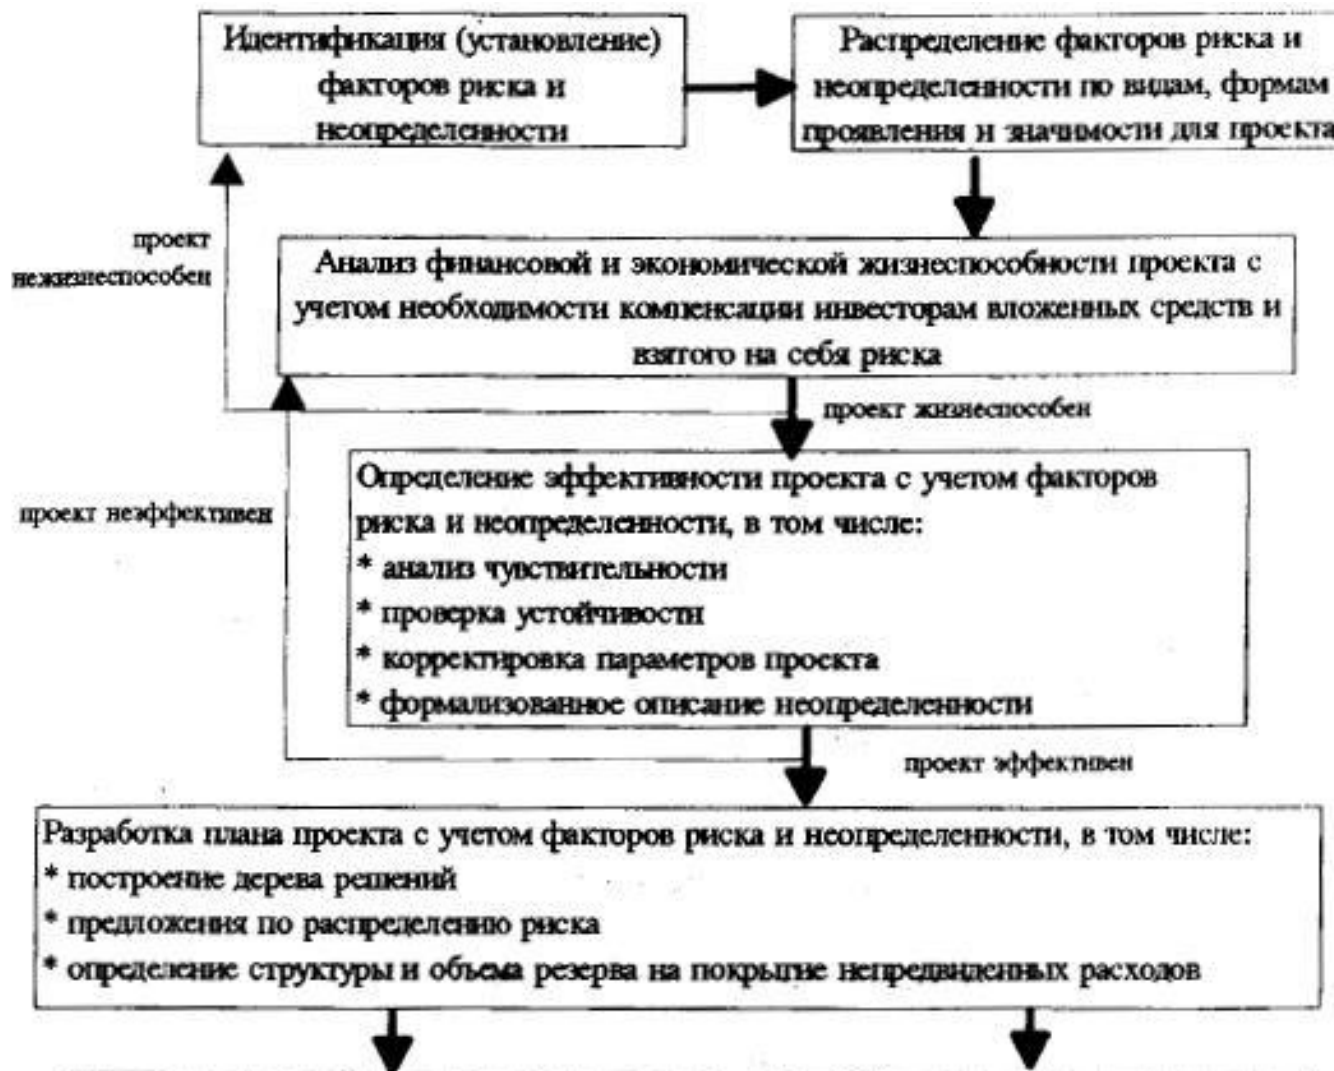 Идентификация (установление)
факторов риска и
неопределенности
Распределение факторов риска и
неопределенности по видам, формам
проявления и значимости для проекта
проект
нежизнеспособен
Анализ финансовой и экономической жизнеспособности проекта с
учетом необходимости компенсации инвесторам вложенных средств и
взятого на себя риска
проект жизнеспособен
проект неэффективен
Определение эффективности проекта с учетом факторов
риска и неопределенности, в том числе:
* анализ чувствительности
* проверка устойчивости
* корректировка параметров проекта
* формализованное описание неопределенности
проект эффективен
Разработка плана проекта с учетом факторов риска и неопределенности, в том числе:
* построение дерева решений
* предложения по распределению риска
* определение структуры и объема резерва на покрытие непредвиденных расходов